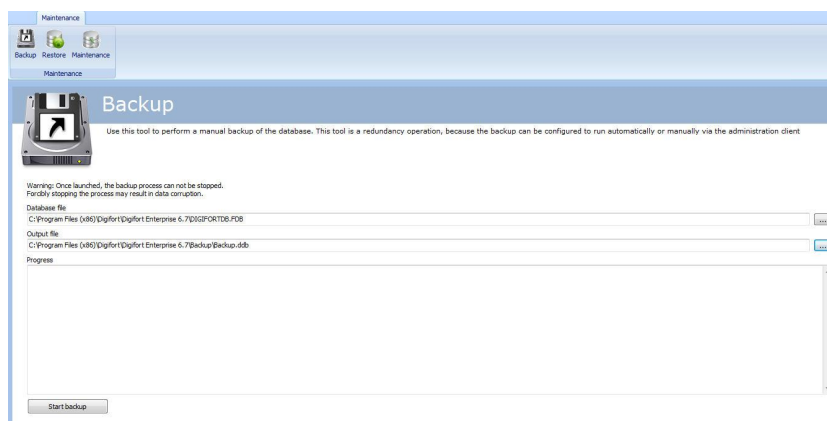 Maintenance
Backup Restore Maintenance
Maintenance
Backup
Use this tool to perform a manual backup of the database. This tool is a redundancy operation, because the backup can be configured to run automatically or manually via the administration client
Warning: Once launched, the backup process can not be stopped.
Forcibly stopping the process may result in data corruption.
Database file
C:\Program Files (x86)\Digifort\Digifort Enterprise 6.7\DIGIFORTDB.FDB
...
Output file
C:\Program Files (x86)\Digifort\Digifort Enterprise 6.7\Backup\Backup.ddb
...
Progress
Start backup